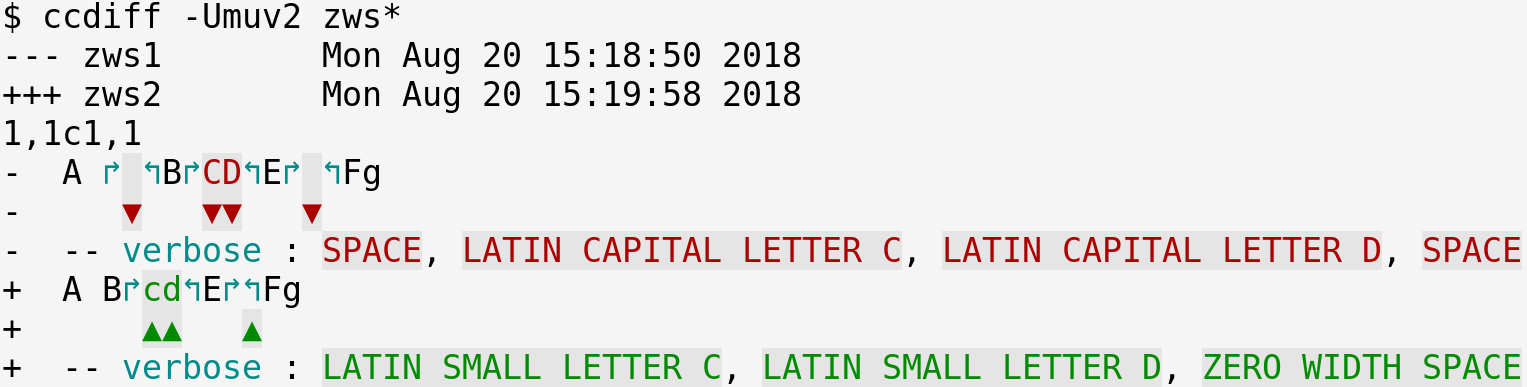 $ ccdiff -Umuv2 zws*
--- zws1        Mon Aug 20 15:18:50 2018
+++ zws2        Mon Aug 20 15:19:58 2018
1,1c1,1
-  A ↱ ↰B↱CD↰E↱ ↰Fg
-     ▼   ▼▼   ▼
-  -- verbose : SPACE, LATIN CAPITAL LETTER C, LATIN CAPITAL LETTER D, SPACE
+  A B↱cd↰E↱↰Fg
+      ▲▲   ▲
+  -- verbose : LATIN SMALL LETTER C, LATIN SMALL LETTER D, ZERO WIDTH SPACE